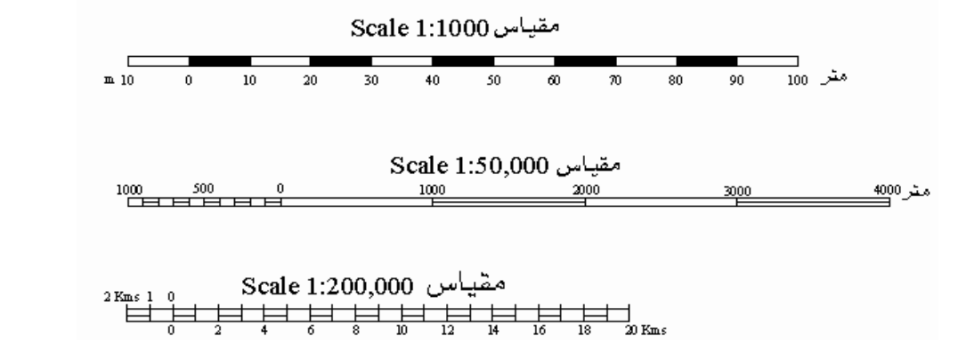 Scale 1:1000 مقياس
m 10 0 10 20 30 40 50 60 70 80 90 100 متر
Scale 1:50,000 مقياس
1000 500 0 1000 2000 3000 4000 متر
Scale 1:200,000 مقياس
2 Kms 1 0
0 2 4 6 8 10 12 14 16 18 20 Kms